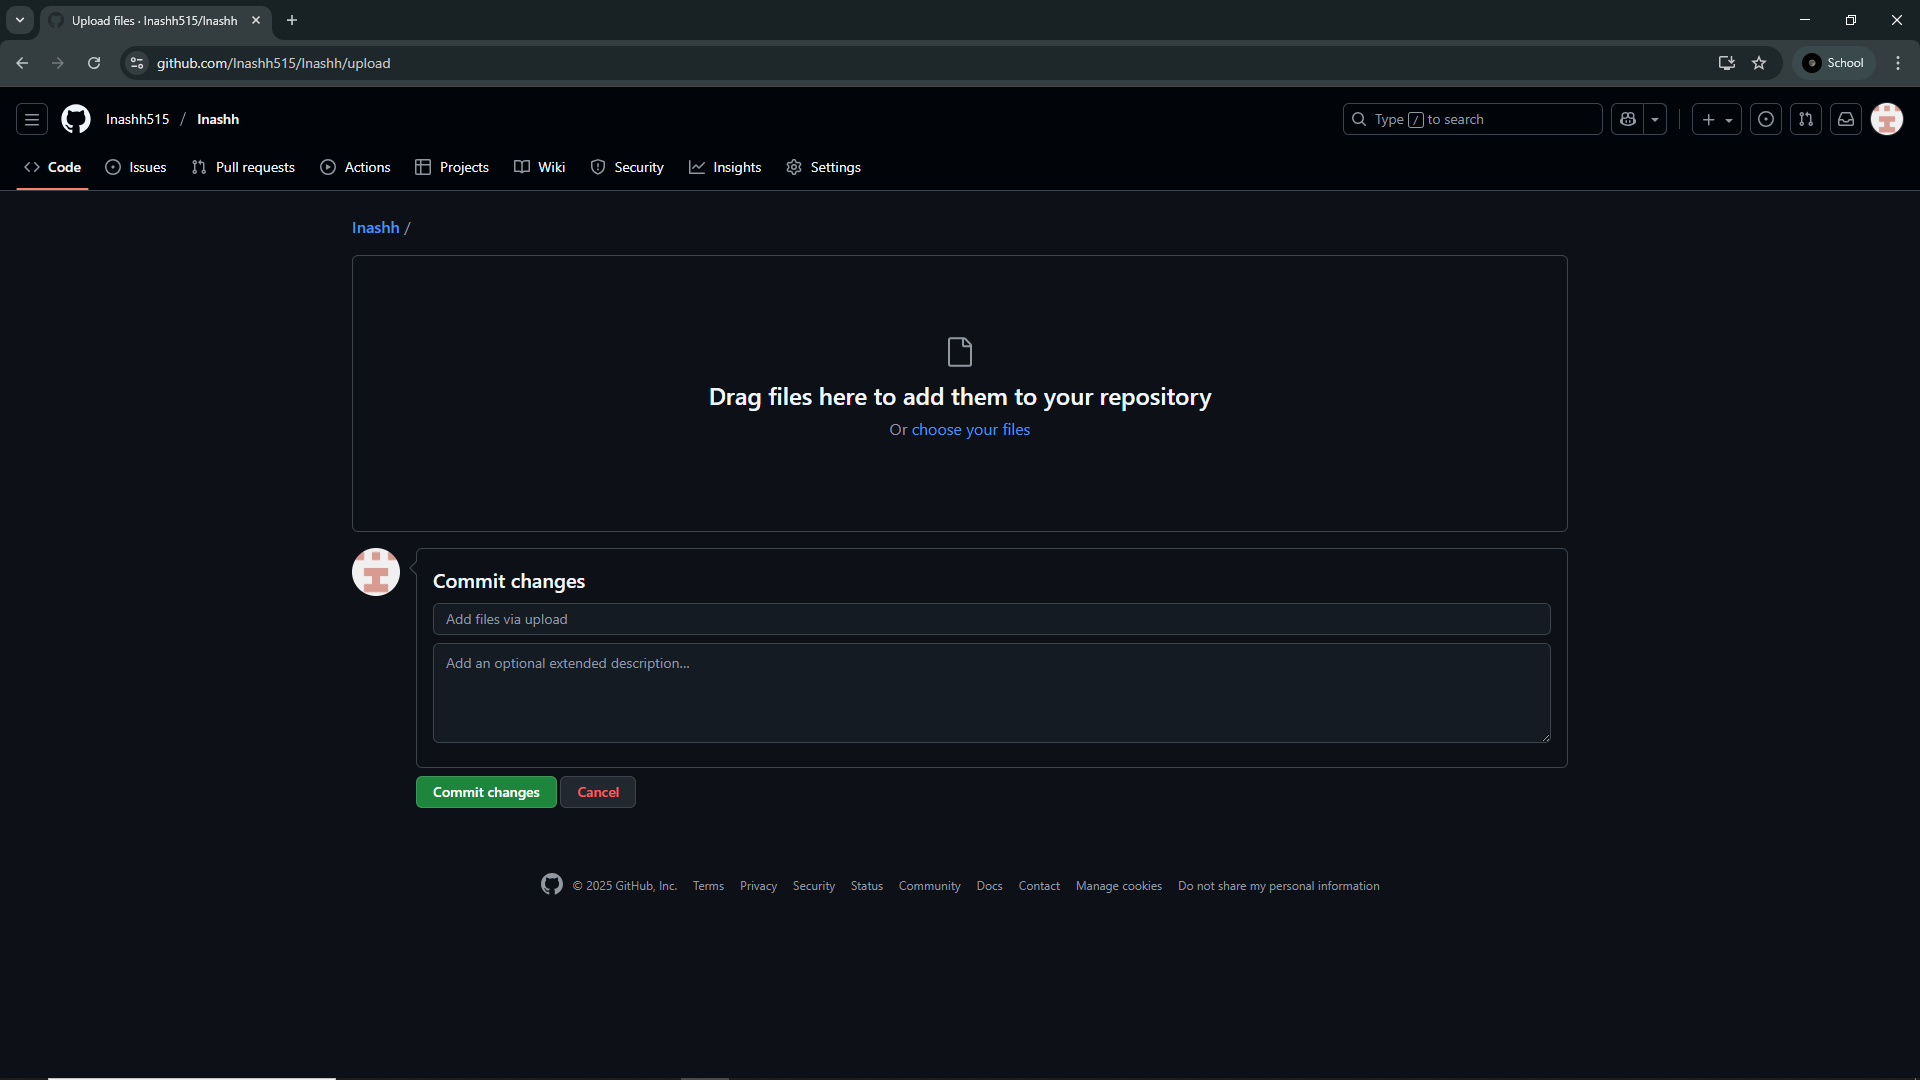 Upload files · Inashh515/Inashh
github.com/Inashh515/Inashh/upload
School
Inashh515 / Inashh
Type / to search
Code Issues Pull requests Actions Projects Wiki Security Insights Settings
Inashh /
Drag files here to add them to your repository
Or choose your files
Commit changes
Add files via upload
Add an optional extended description...
Commit changes Cancel
© 2025 GitHub, Inc. Terms Privacy Security Status Community Docs Contact Manage cookies Do not share my personal information